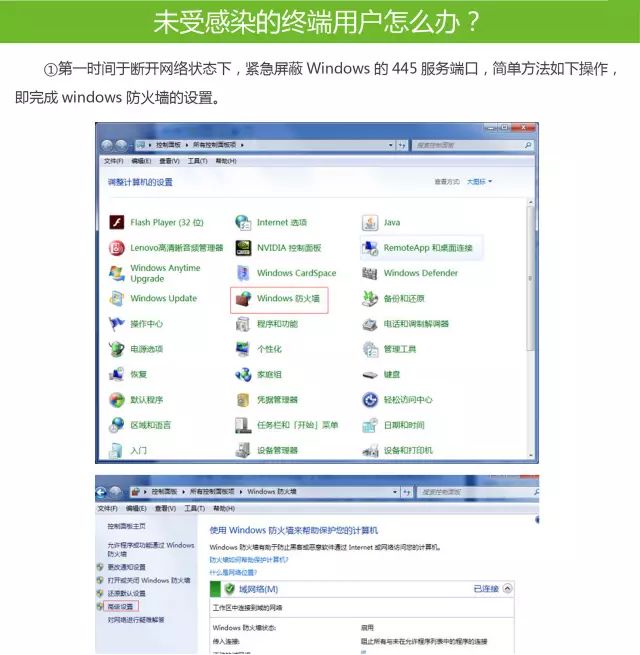 未受感染的终端用户怎么办？
①第一时间于断开网络状态下，紧急屏蔽 Windows 的 445 服务端口，简单方法如下操作，
即完成 windows 防火墙的设置。
控制面板 ▸ 所有控制面板项 ▸
搜索控制面板
文件(F) 编辑(E) 查看(V) 工具(T) 帮助(H)
调整计算机的设置
查看方式: 大图标
Flash Player (32 位)
Internet 选项
Java
Lenovo高清晰音频管理器
NVIDIA 控制面板
RemoteApp 和桌面连接
Windows Anytime
Upgrade
Windows CardSpace
Windows Defender
Windows Update
Windows 防火墙
备份和还原
操作中心
程序和功能
电话和调制解调器
电源选项
个性化
管理工具
恢复
家庭组
键盘
默认程序
凭据管理器
轻松访问中心
区域和语言
任务栏和「开始」菜单
日期和时间
入门
设备管理器
设备和打印机
控制面板 ▸ 所有控制面板项 ▸ Windows 防火墙
搜索控制面板
文件(F) 编辑(E) 查看(V) 工具(T) 帮助(H)
控制面板主页
允许程序或功能通过 Windows
防火墙
更改通知设置
打开或关闭 Windows 防火墙
还原默认设置
高级设置
对网络进行疑难解答
使用 Windows 防火墙来帮助保护您的计算机
Windows 防火墙有助于防止黑客或恶意软件通过 Internet 或网络访问您的计算机。
防火墙如何帮助保护计算机?
什么是网络位置?
域网络(M)
已连接
工作区中连接到域的网络
Windows 防火墙状态:
启用
传入连接:
阻止所有与未在允许程序列表中的程序的连接